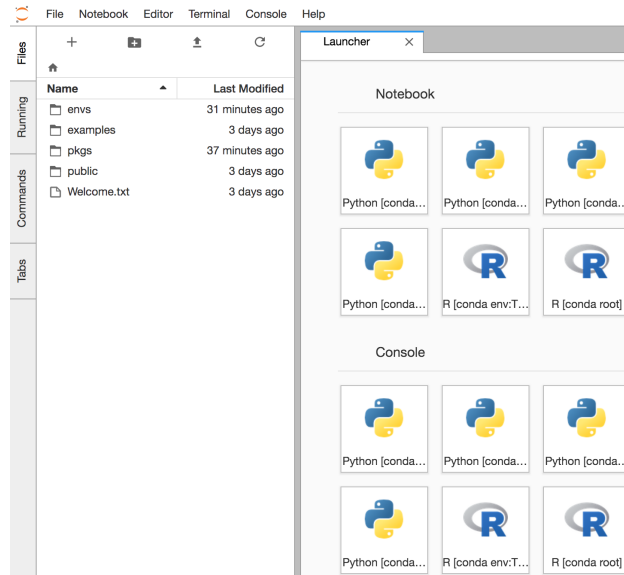 File Notebook Editor Terminal Console Help
Files
Running
Commands
Tabs
Name Last Modified
envs 31 minutes ago
examples 3 days ago
pkgs 37 minutes ago
public 3 days ago
Welcome.txt 3 days ago
Launcher
Notebook
Python [conda... Python [conda... Python [conda...
Python [conda... R [conda env:T... R [conda root]
Console
Python [conda... Python [conda... Python [conda...
Python [conda... R [conda env:T... R [conda root]